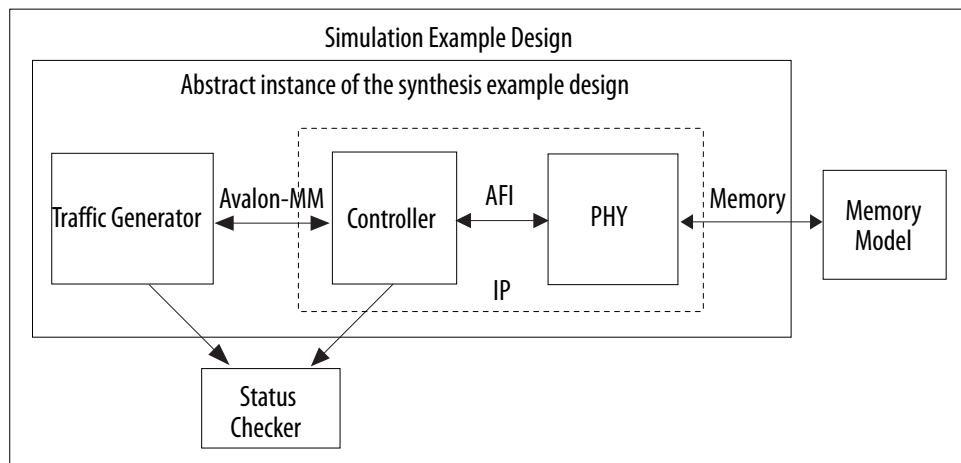 Simulation Example Design
Abstract instance of the synthesis example design
Traffic Generator
Avalon-MM
Controller
AFI
PHY
Memory
Memory
Model
IP
Status
Checker